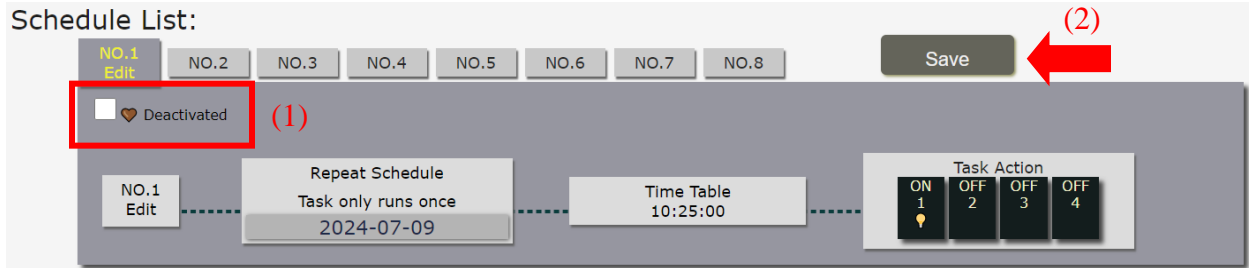 Schedule List:
(2)
NO.1 Edit
NO.2
NO.3
NO.4
NO.5
NO.6
NO.7
NO.8
Save
Deactivated
(1)
NO.1
Edit
Repeat Schedule
Task only runs once
2024-07-09
Time Table
10:25:00
Task Action
ON OFF OFF OFF
1 2 3 4